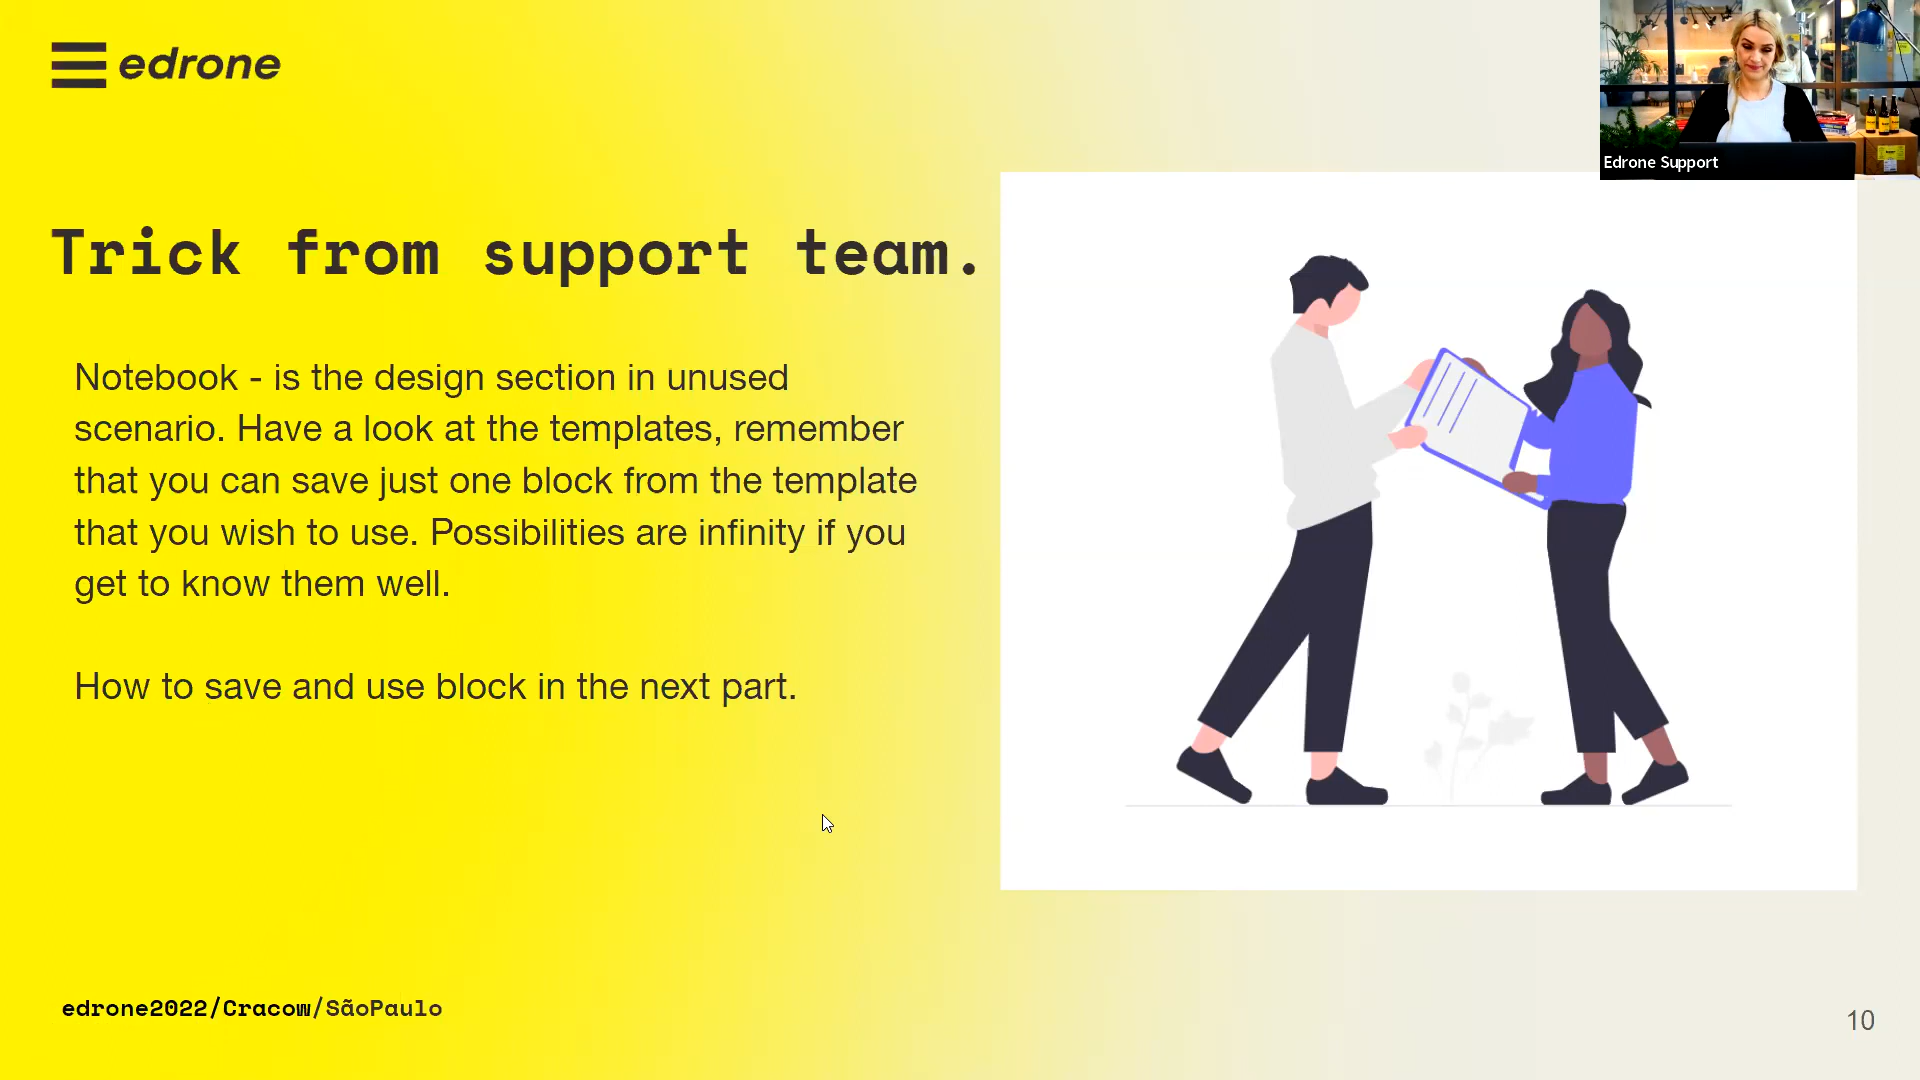 edrone
Edrone Support
Trick from support team.
Notebook - is the design section in unused
scenario. Have a look at the templates, remember
that you can save just one block from the template
that you wish to use. Possibilities are infinity if you
get to know them well.
How to save and use block in the next part.
edrone2022/Cracow/SãoPaulo
10